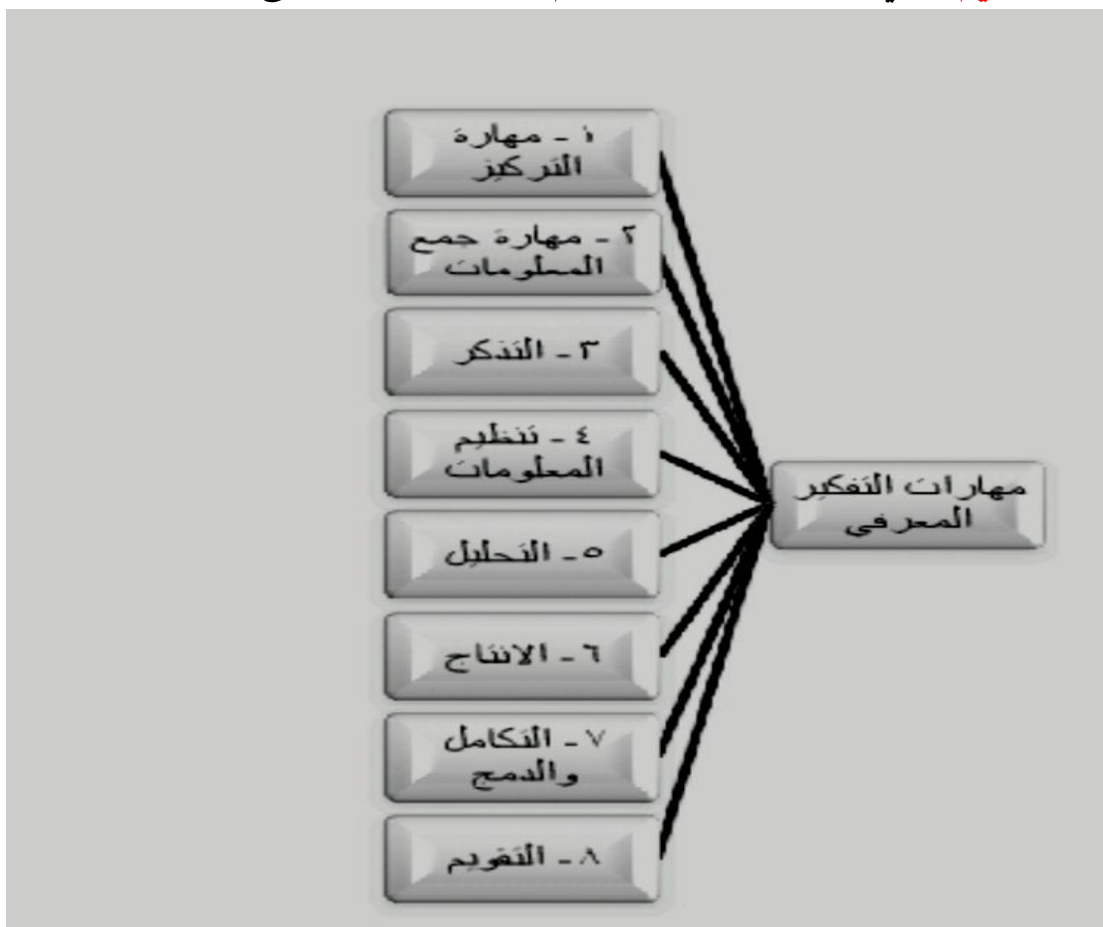 مهارات التفكير
المعرفي
١ - مهارة
التركيز
٢ - مهارة جمع
المعلومات
٣ - التذكر
٤ - تنظيم
المعلومات
٥ - التحليل
٦ - الانتاج
٧ - التكامل
والدمج
٨ - التقويم